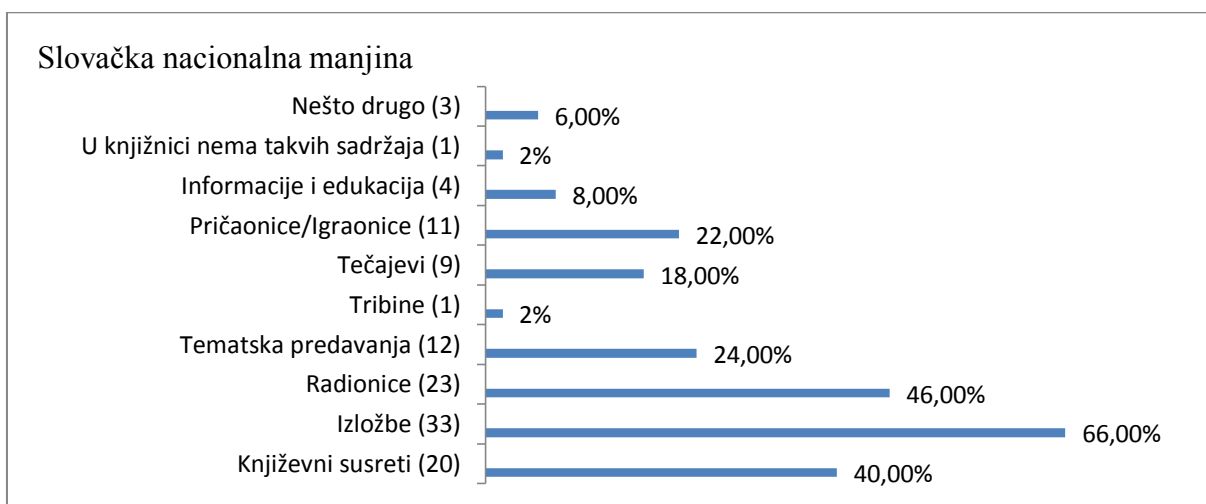 Slovačka nacionalna manjina
Nešto drugo (3) 6,00%
U knjižnici nema takvih sadržaja (1) 2%
Informacije i edukacija (4) 8,00%
Pričaonice/Igraonice (11) 22,00%
Tečajevi (9) 18,00%
Tribine (1) 2%
Tematska predavanja (12) 24,00%
Radionice (23) 46,00%
Izložbe (33) 66,00%
Književni susreti (20) 40,00%